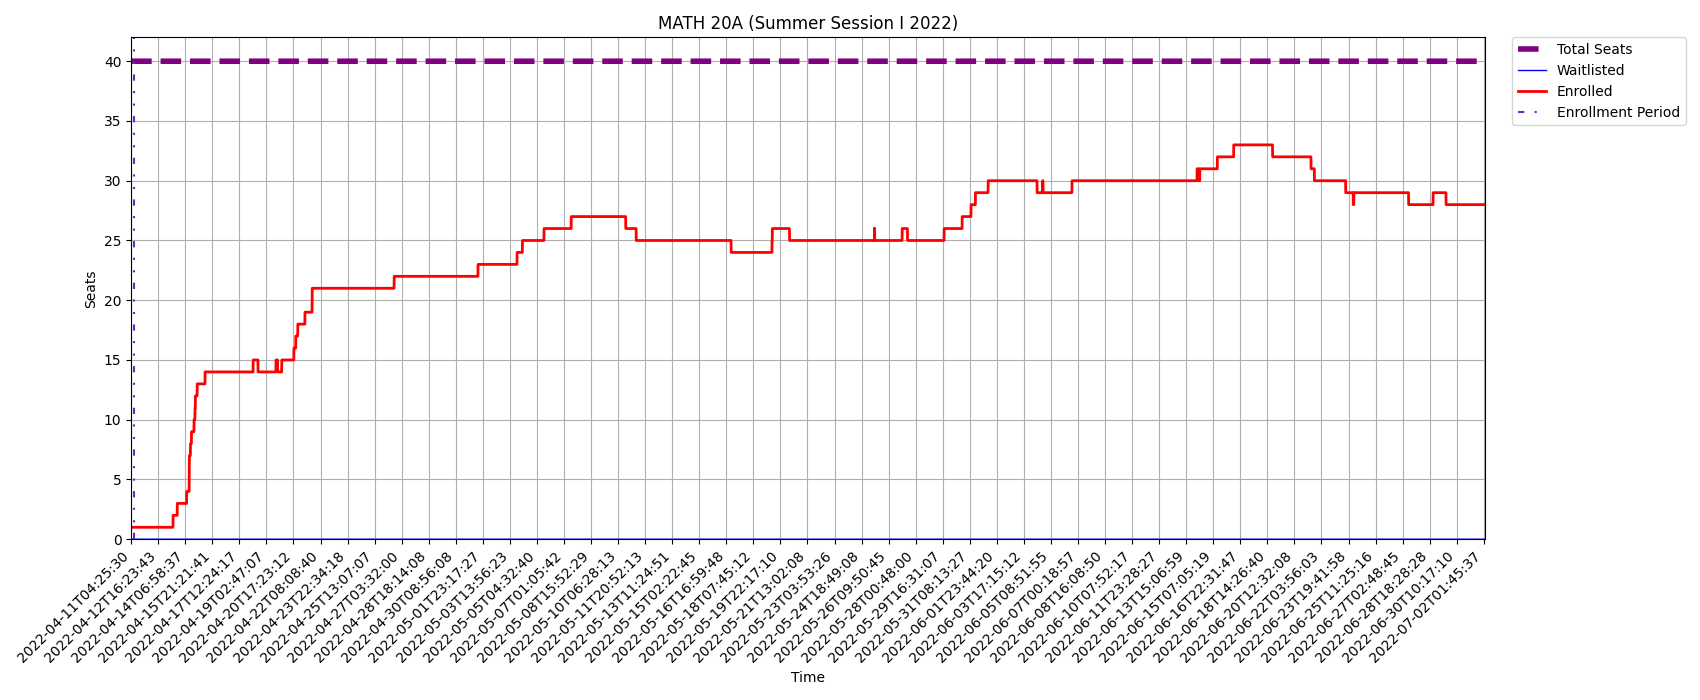 MATH 20A (Summer Session I 2022)
Total Seats
Waitlisted
Enrolled
Enrollment Period
Seats
40
35
30
25
20
15
10
5
0
2022-04-11T04:25:30
2022-04-12T16:23:43
2022-04-14T06:58:37
2022-04-15T21:21:41
2022-04-17T12:24:17
2022-04-19T02:47:07
2022-04-20T17:23:12
2022-04-22T08:08:40
2022-04-23T22:34:18
2022-04-25T13:07:07
2022-04-27T03:32:00
2022-04-28T18:14:08
2022-04-30T08:56:08
2022-05-01T23:17:27
2022-05-03T13:56:23
2022-05-05T04:32:40
2022-05-07T01:05:42
2022-05-08T15:52:29
2022-05-10T06:28:13
2022-05-11T20:52:13
2022-05-13T11:24:51
2022-05-15T02:22:45
2022-05-16T16:59:48
2022-05-18T07:45:12
2022-05-19T22:17:10
2022-05-21T13:02:08
2022-05-23T03:53:26
2022-05-24T18:49:08
2022-05-26T09:50:45
2022-05-28T00:48:00
2022-05-29T16:31:07
2022-05-31T08:13:27
2022-06-01T23:44:20
2022-06-03T17:15:12
2022-06-05T08:51:55
2022-06-07T00:18:57
2022-06-08T16:08:50
2022-06-10T07:52:17
2022-06-11T23:28:27
2022-06-13T15:06:59
2022-06-15T07:05:19
2022-06-16T22:31:47
2022-06-18T14:26:40
2022-06-20T12:32:08
2022-06-22T03:56:03
2022-06-23T19:41:58
2022-06-25T11:25:16
2022-06-27T02:48:45
2022-06-28T18:28:28
2022-06-30T10:17:10
2022-07-02T01:45:37
Time